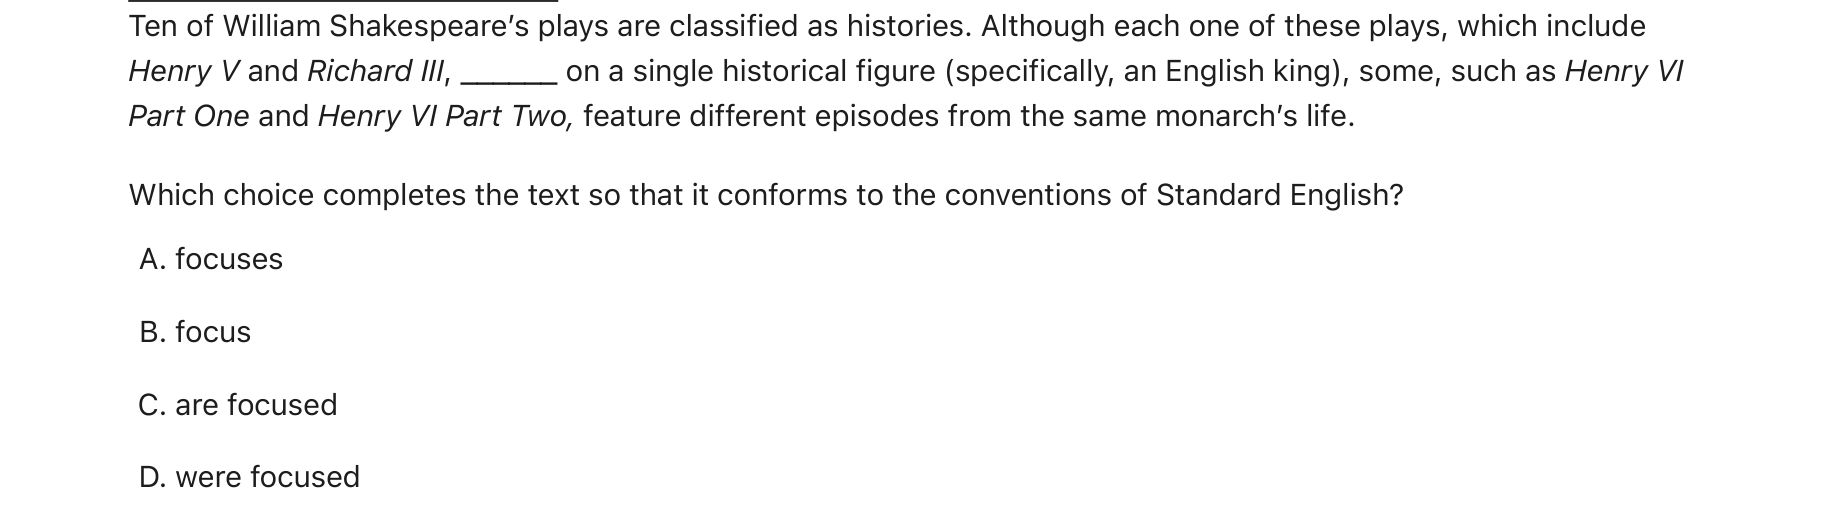 Ten of William Shakespeare’s plays are classified as histories. Although each one of these plays, which include
Henry V and Richard III, ______ on a single historical figure (specifically, an English king), some, such as Henry VI
Part One and Henry VI Part Two, feature different episodes from the same monarch’s life.
Which choice completes the text so that it conforms to the conventions of Standard English?
A. focuses
B. focus
C. are focused
D. were focused